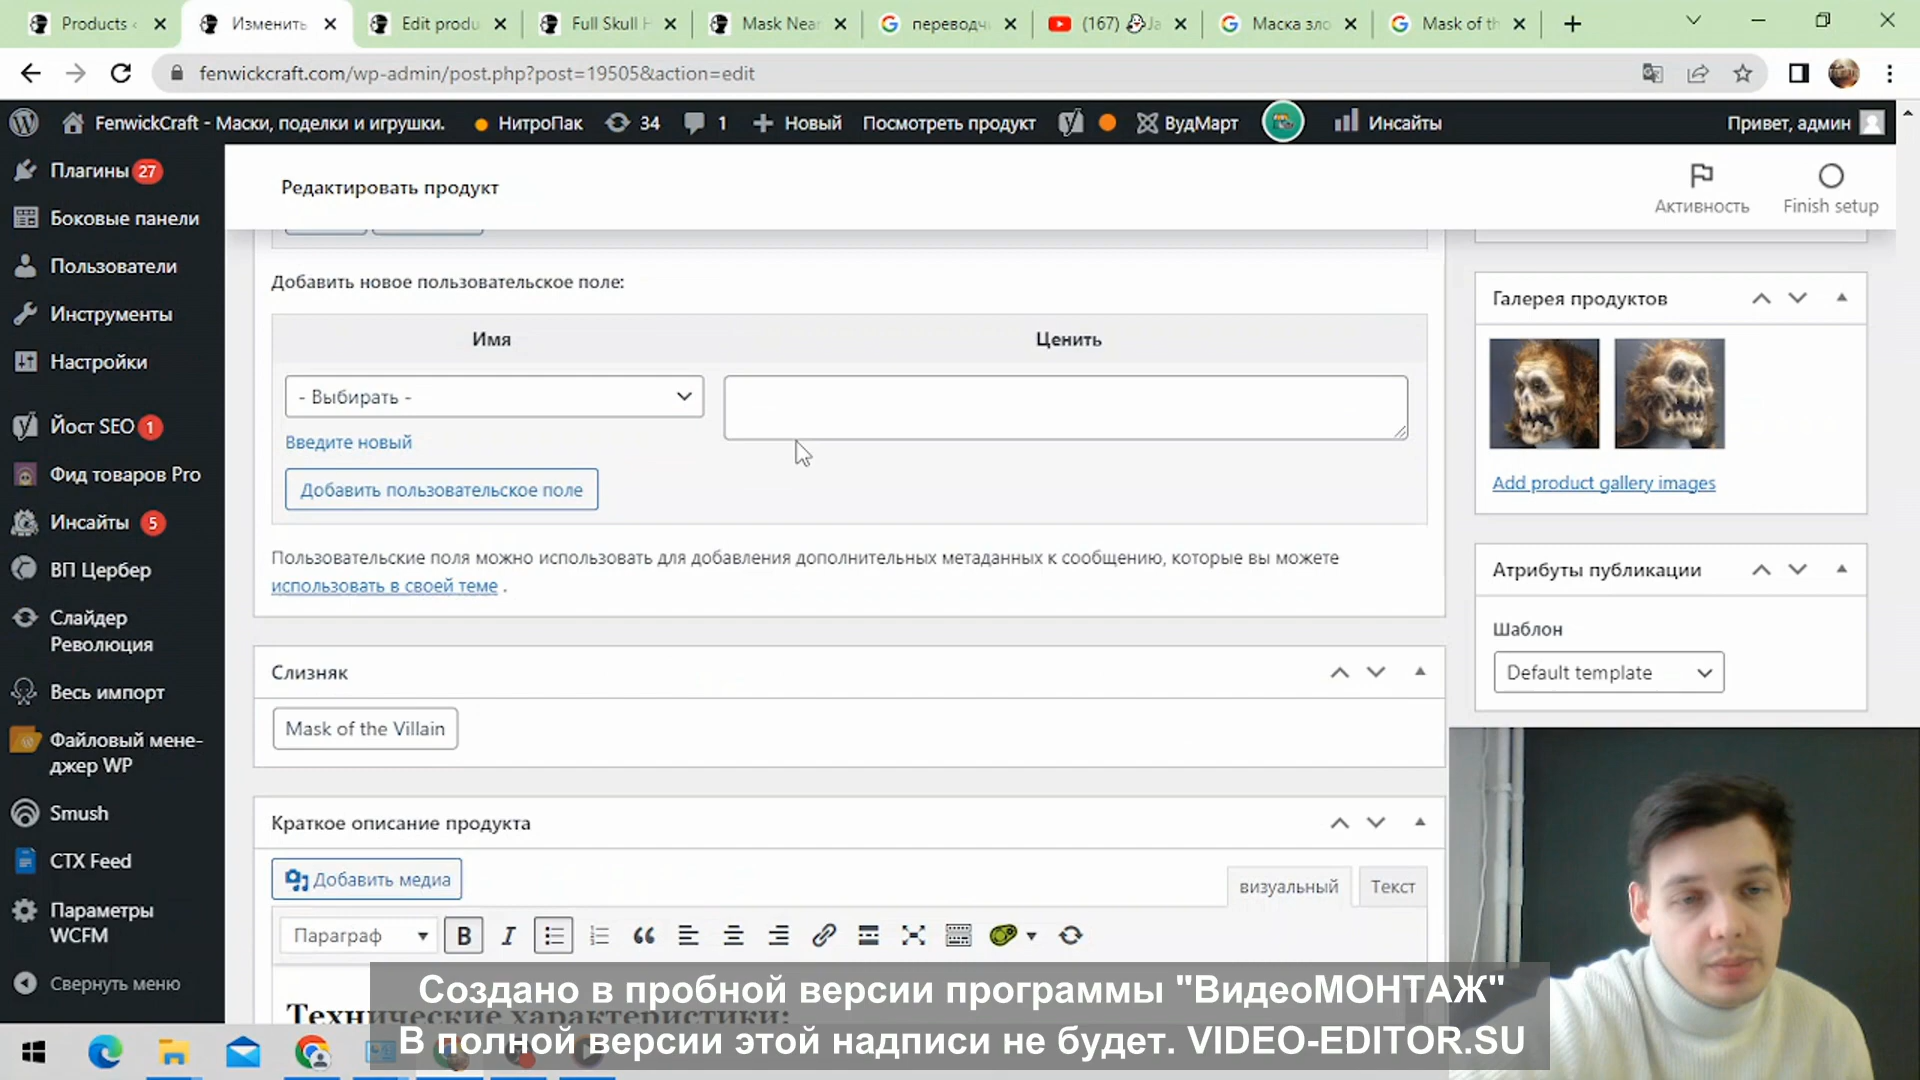 Products
Изменить
Edit produ
Full Skull H
Mask Near
переводч
(167)
Маска зло
Mask of th
fenwickcraft.com/wp-admin/post.php?post=19505&action=edit
FenwickCraft - Маски, поделки и игрушки.
НитроПак
34
1
Новый
Посмотреть продукт
ВудМарт
Инсайты
Привет, админ
Плагины 27
Боковые панели
Пользователи
Инструменты
Настройки
Йост SEO 1
Фид товаров Pro
Инсайты 5
ВП Цербер
Слайдер
Революция
Весь импорт
Файловый мене-
джер WP
Smush
CTX Feed
Параметры
WCFM
Свернуть меню
Редактировать продукт
Активность
Finish setup
Добавить новое пользовательское поле:
Имя
Ценить
- Выбирать -
Введите новый
Добавить пользовательское поле
Пользовательские поля можно использовать для добавления дополнительных метаданных к сообщению, которые вы можете
использовать в своей теме .
Слизняк
Mask of the Villain
Краткое описание продукта
Добавить медиа
визуальный
Текст
Параграф
B
I
Технические характеристики:
Галерея продуктов
Add product gallery images
Атрибуты публикации
Шаблон
Default template
Создано в пробной версии программы "ВидеоМОНТАЖ"
В полной версии этой надписи не будет. VIDEO-EDITOR.SU